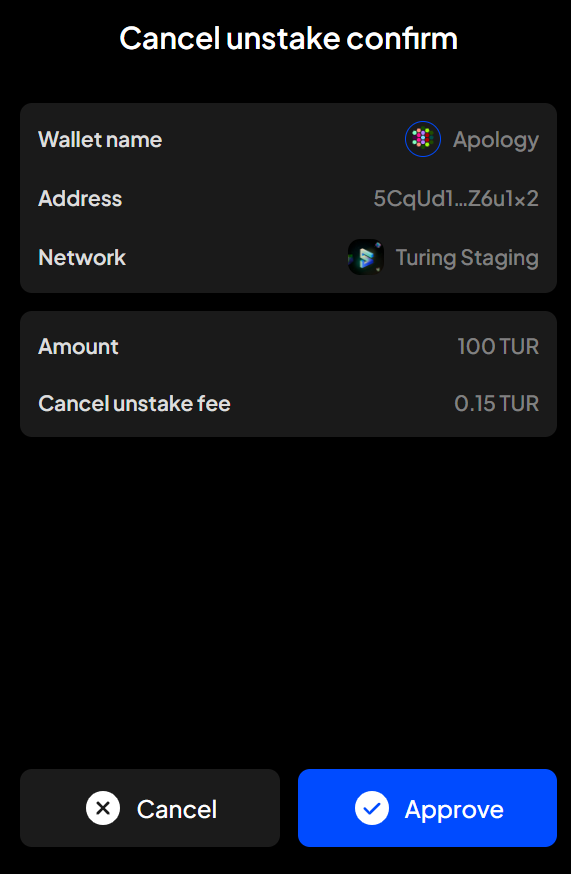 Cancel unstake confirm
Wallet name Apology
Address 5CqUd1...Z6u1x2
Network Turing Staging
Amount 100 TUR
Cancel unstake fee 0.15 TUR
Cancel Approve